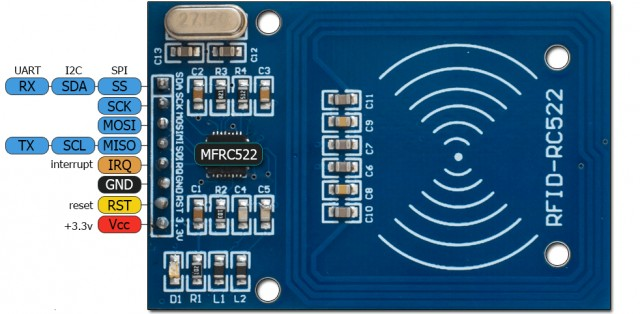 27.120
C13
C12
UART I2C SPI
RX SDA SS
SCK
MOSI
TX SCL MISO
interrupt IRQ
GND
reset RST
+3.3v Vcc
SDA SCK MOSI MISO IRQ GND RST 3.3V
C2 R3 R4 C3
MFRC522
C1 R2 C4 C5
D1 R1 L1 L2
C11
C9
C7
C6
C8
C10
RFID-RC522